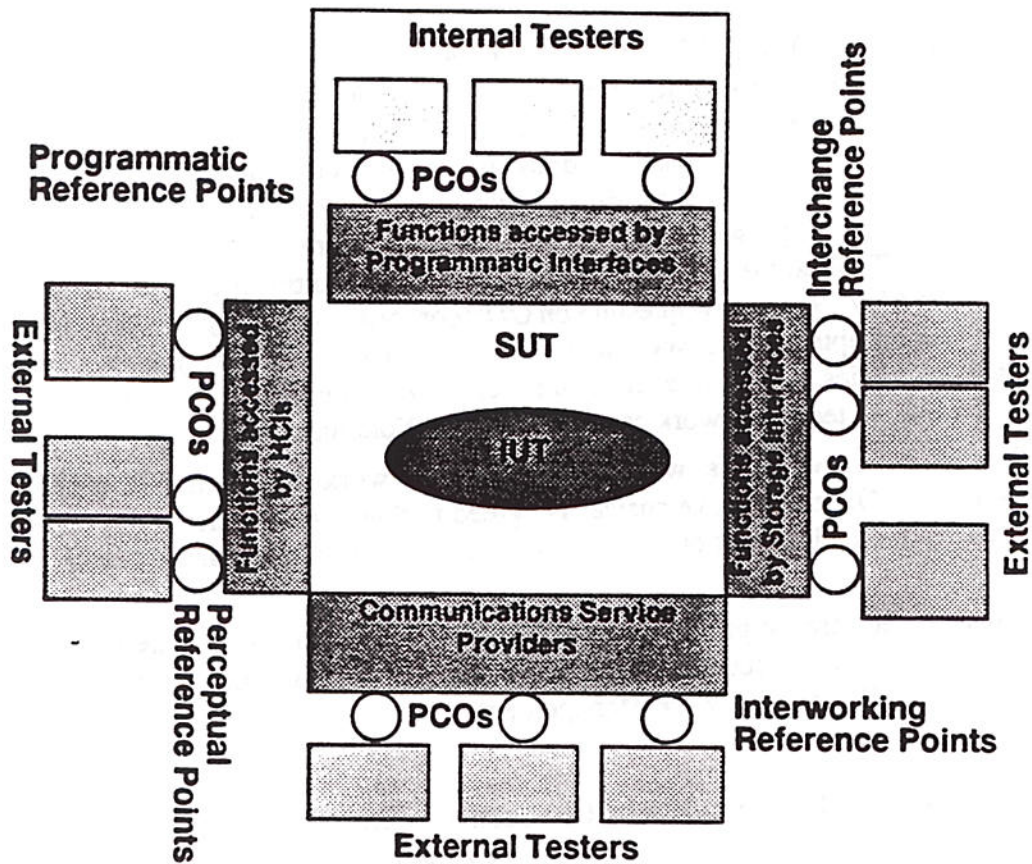 Internal Testers
Programmatic
Reference Points
PCOs
Functions accessed by
Programmatic Interfaces
Interchange
Reference Points
External Testers
PCOs
Functions accessed
by HCIs
SUT
IUT
Functions accessed
by Storage Interfaces
PCOs
External Testers
Perceptual
Reference Points
Communications Service
Providers
PCOs
Interworking
Reference Points
External Testers